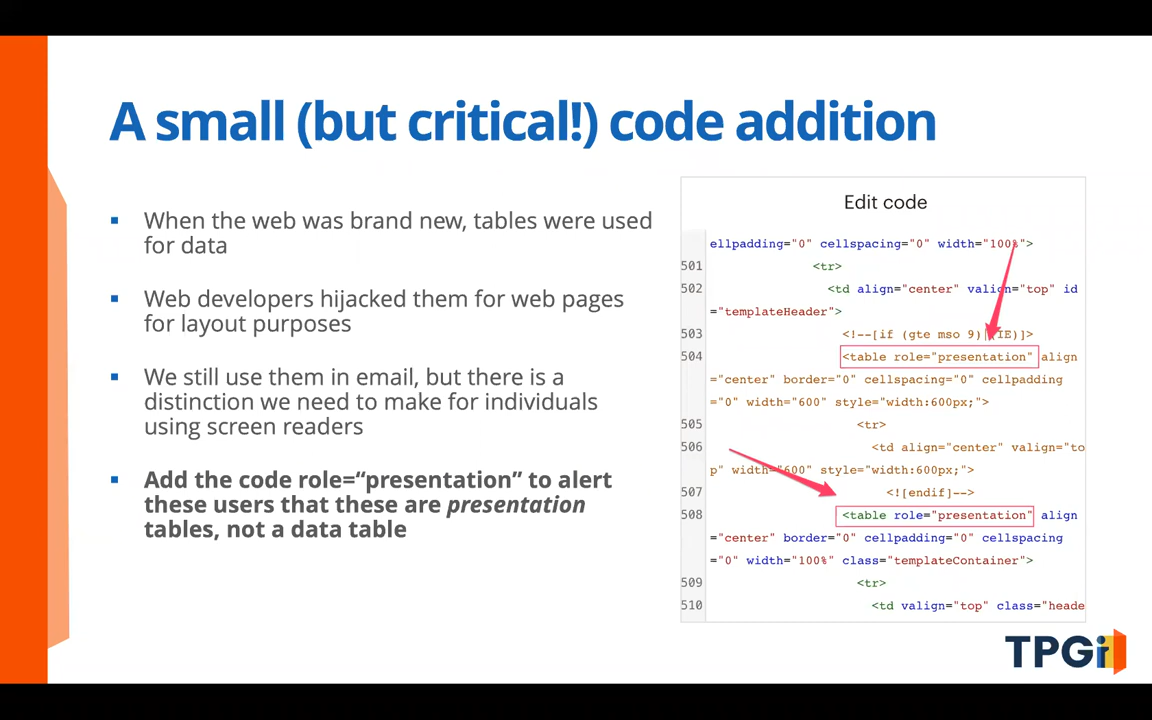 A small (but critical!) code addition
When the web was brand new, tables were used
for data
Web developers hijacked them for web pages
for layout purposes
We still use them in email, but there is a
distinction we need to make for individuals
using screen readers
Add the code role=“presentation” to alert
these users that these are presentation
tables, not a data table
Edit code
ellpadding="0" cellspacing="0" width="100%">
501 <tr>
502 <td align="center" valign="top" id
="templateHeader">
503 <!--[if (gte mso 9)|(IE)]>
504 <table role="presentation" align
="center" border="0" cellspacing="0" cellpadding
="0" width="600" style="width:600px;">
505 <tr>
506 <td align="center" valign="to
p" width="600" style="width:600px;">
507 <![endif]-->
508 <table role="presentation" align
="center" border="0" cellpadding="0" cellspacing
="0" width="100%" class="templateContainer">
509 <tr>
510 <td valign="top" class="heade
TPGi